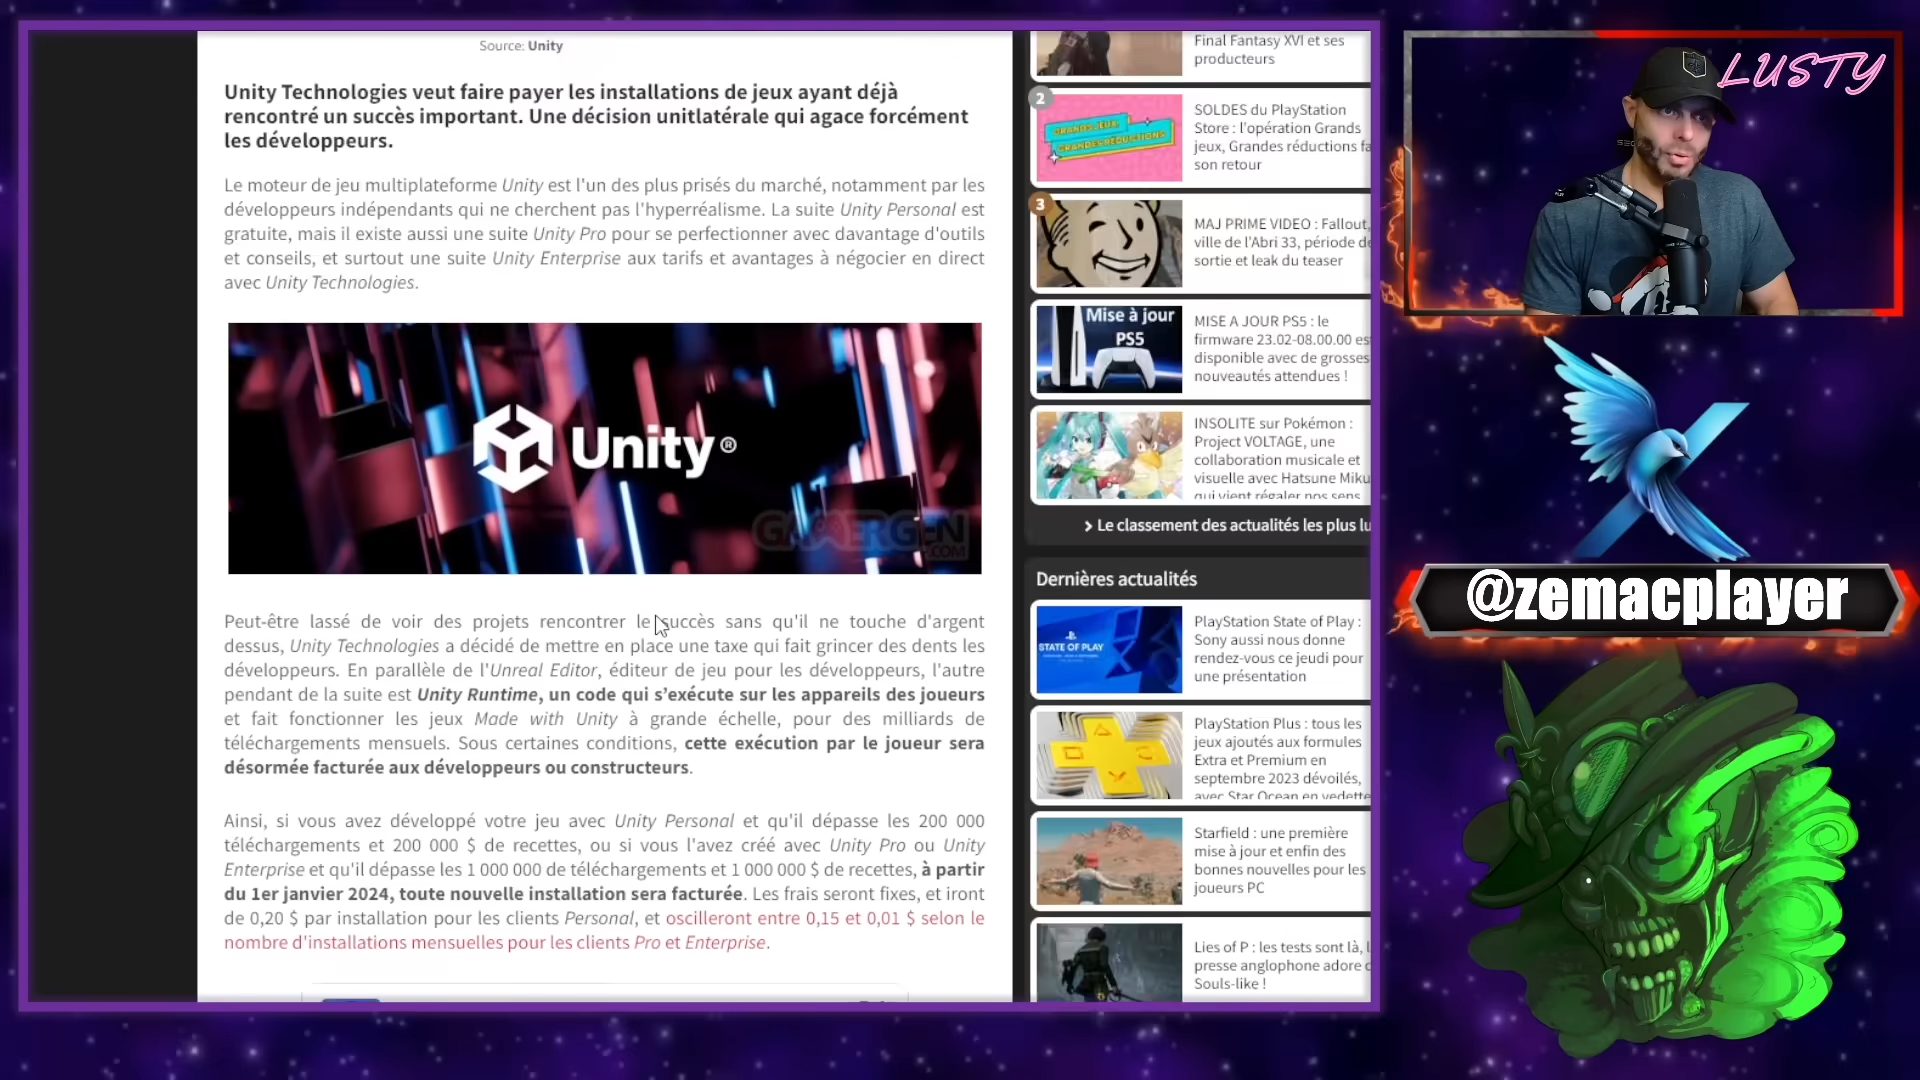 Source: Unity
Unity Technologies veut faire payer les installations de jeux ayant déjà
rencontré un succès important. Une décision unitlatérale qui agace forcément
les développeurs.
Le moteur de jeu multiplateforme Unity est l'un des plus prisés du marché, notamment par les
développeurs indépendants qui ne cherchent pas l'hyperréalisme. La suite Unity Personal est
gratuite, mais il existe aussi une suite Unity Pro pour se perfectionner avec davantage d'outils
et conseils, et surtout une suite Unity Enterprise aux tarifs et avantages à négocier en direct
avec Unity Technologies.
Unity®
GAMERGEN
.COM
Peut-être lassé de voir des projets rencontrer le succès sans qu'il ne touche d'argent
dessus, Unity Technologies a décidé de mettre en place une taxe qui fait grincer des dents les
développeurs. En parallèle de l'Unreal Editor, éditeur de jeu pour les développeurs, l'autre
pendant de la suite est Unity Runtime, un code qui s’exécute sur les appareils des joueurs
et fait fonctionner les jeux Made with Unity à grande échelle, pour des milliards de
téléchargements mensuels. Sous certaines conditions, cette exécution par le joueur sera
désormée facturée aux développeurs ou constructeurs.
Ainsi, si vous avez développé votre jeu avec Unity Personal et qu'il dépasse les 200 000
téléchargements et 200 000 $ de recettes, ou si vous l'avez créé avec Unity Pro ou Unity
Enterprise et qu'il dépasse les 1 000 000 de téléchargements et 1 000 000 $ de recettes, à partir
du 1er janvier 2024, toute nouvelle installation sera facturée. Les frais seront fixes, et iront
de 0,20 $ par installation pour les clients Personal, et oscilleront entre 0,15 et 0,01 $ selon le
nombre d'installations mensuelles pour les clients Pro et Enterprise.
Final Fantasy XVI et ses
producteurs
2
GRANDS JEUX,
GRANDES RÉDUCTIONS
SOLDES du PlayStation
Store : l'opération Grands
jeux, Grandes réductions fa
son retour
3
MAJ PRIME VIDEO : Fallout,
ville de l'Abri 33, période de
sortie et leak du teaser
Mise à jour
PS5
MISE A JOUR PS5 : le
firmware 23.02-08.00.00 es
disponible avec de grosses
nouveautés attendues !
INSOLITE sur Pokémon :
Project VOLTAGE, une
collaboration musicale et
visuelle avec Hatsune Miku
qui vient régaler nos sens
> Le classement des actualités les plus lu
Dernières actualités
STATE OF PLAY
PlayStation State of Play :
Sony aussi nous donne
rendez-vous ce jeudi pour
une présentation
PlayStation Plus : tous les
jeux ajoutés aux formules
Extra et Premium en
septembre 2023 dévoilés,
avec Star Ocean en vedette
Starfield : une première
mise à jour et enfin des
bonnes nouvelles pour les
joueurs PC
Lies of P : les tests sont là, l
presse anglophone adore c
Souls-like !
LUSTY
@zemacplayer